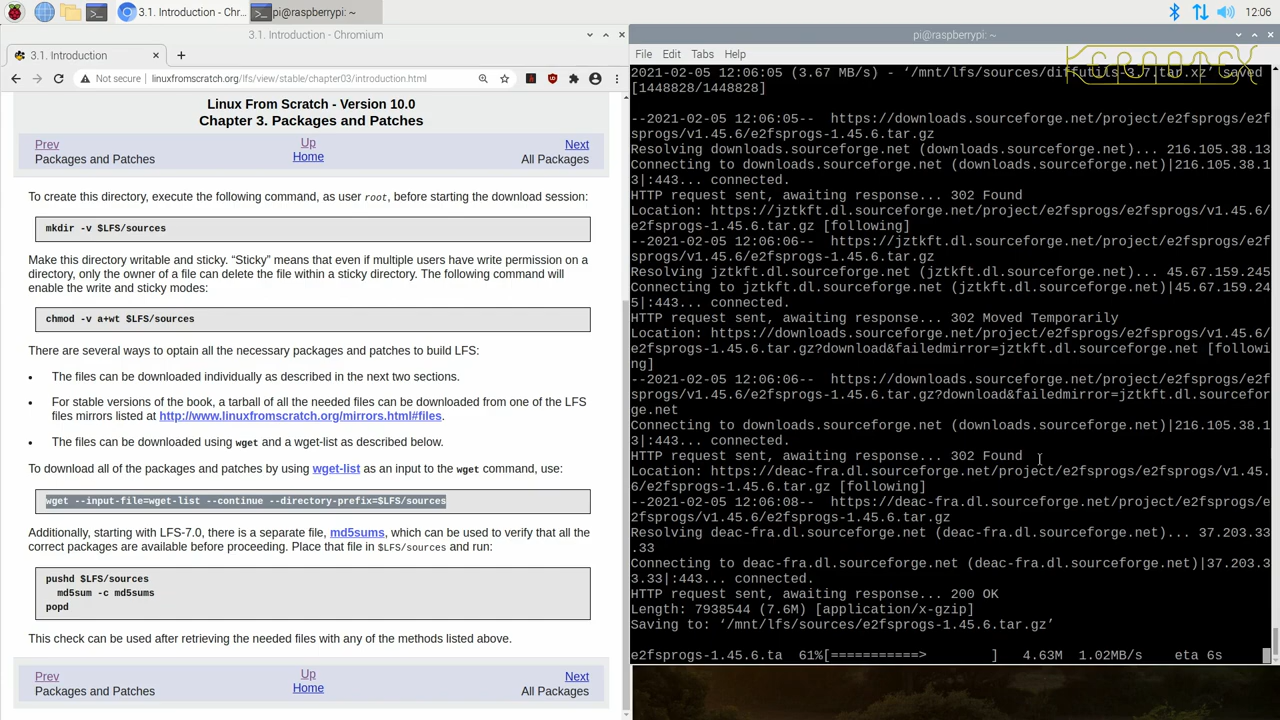 3.1. Introduction - Chro...
pi@raspberrypi: ~
12:06
3.1. Introduction - Chromium
pi@raspberrypi: ~
3.1. Introduction
File Edit Tabs Help
Not secure
linuxfromscratch.org/lfs/view/stable/chapter03/introduction.html
Linux From Scratch - Version 10.0
Chapter 3. Packages and Patches
Prev Up Next
Packages and Patches Home All Packages
To create this directory, execute the following command, as user root, before starting the download session:
mkdir -v $LFS/sources
Make this directory writable and sticky. “Sticky” means that even if multiple users have write permission on a
directory, only the owner of a file can delete the file within a sticky directory. The following command will
enable the write and sticky modes:
chmod -v a+wt $LFS/sources
There are several ways to optain all the necessary packages and patches to build LFS:
• The files can be downloaded individually as described in the next two sections.
• For stable versions of the book, a tarball of all the needed files can be downloaded from one of the LFS
files mirrors listed at http://www.linuxfromscratch.org/mirrors.html#files.
• The files can be downloaded using wget and a wget-list as described below.
To download all of the packages and patches by using wget-list as an input to the wget command, use:
wget --input-file=wget-list --continue --directory-prefix=$LFS/sources
Additionally, starting with LFS-7.0, there is a separate file, md5sums, which can be used to verify that all the
correct packages are available before proceeding. Place that file in $LFS/sources and run:
pushd $LFS/sources
md5sum -c md5sums
popd
This check can be used after retrieving the needed files with any of the methods listed above.
Prev Up Next
Packages and Patches Home All Packages
2021-02-05 12:06:05 (3.67 MB/s) - ‘/mnt/lfs/sources/diffutils-3.7.tar.xz’ saved
[1448828/1448828]
--2021-02-05 12:06:05--  https://downloads.sourceforge.net/project/e2fsprogs/e2f
sprogs/v1.45.6/e2fsprogs-1.45.6.tar.gz
Resolving downloads.sourceforge.net (downloads.sourceforge.net)... 216.105.38.13
Connecting to downloads.sourceforge.net (downloads.sourceforge.net)|216.105.38.1
3|:443... connected.
HTTP request sent, awaiting response... 302 Found
Location: https://jztkft.dl.sourceforge.net/project/e2fsprogs/e2fsprogs/v1.45.6/
e2fsprogs-1.45.6.tar.gz [following]
--2021-02-05 12:06:06--  https://jztkft.dl.sourceforge.net/project/e2fsprogs/e2f
sprogs/v1.45.6/e2fsprogs-1.45.6.tar.gz
Resolving jztkft.dl.sourceforge.net (jztkft.dl.sourceforge.net)... 45.67.159.245
Connecting to jztkft.dl.sourceforge.net (jztkft.dl.sourceforge.net)|45.67.159.24
5|:443... connected.
HTTP request sent, awaiting response... 302 Moved Temporarily
Location: https://downloads.sourceforge.net/project/e2fsprogs/e2fsprogs/v1.45.6/
e2fsprogs-1.45.6.tar.gz?download&failedmirror=jztkft.dl.sourceforge.net [followi
ng]
--2021-02-05 12:06:06--  https://downloads.sourceforge.net/project/e2fsprogs/e2f
sprogs/v1.45.6/e2fsprogs-1.45.6.tar.gz?download&failedmirror=jztkft.dl.sourcefor
ge.net
Connecting to downloads.sourceforge.net (downloads.sourceforge.net)|216.105.38.1
3|:443... connected.
HTTP request sent, awaiting response... 302 Found
Location: https://deac-fra.dl.sourceforge.net/project/e2fsprogs/e2fsprogs/v1.45.
6/e2fsprogs-1.45.6.tar.gz [following]
--2021-02-05 12:06:08--  https://deac-fra.dl.sourceforge.net/project/e2fsprogs/e
2fsprogs/v1.45.6/e2fsprogs-1.45.6.tar.gz
Resolving deac-fra.dl.sourceforge.net (deac-fra.dl.sourceforge.net)... 37.203.33
.33
Connecting to deac-fra.dl.sourceforge.net (deac-fra.dl.sourceforge.net)|37.203.3
3.33|:443... connected.
HTTP request sent, awaiting response... 200 OK
Length: 7938544 (7.6M) [application/x-gzip]
Saving to: ‘/mnt/lfs/sources/e2fsprogs-1.45.6.tar.gz’
e2fsprogs-1.45.6.ta  61%[===========>        ]   4.63M  1.02MB/s    eta 6s